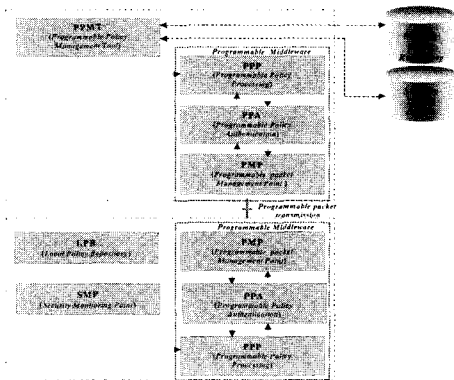 PPMT
(Programmable Policy
Management Tool)
Programmable Middleware
PPP
(Programmable Policy
Processing)
PPA
(Programmable Policy
Authentication)
PMP
(Programmable packet
Management Point)
Programmable packet
transmission
Programmable Middleware
LPR
(Local Policy Repository)
PMP
(Programmable packet
Management Point)
SMP
(Security Monitoring Point)
PPA
(Programmable Policy
Authentication)
PPP
(Programmable Policy
Processing)